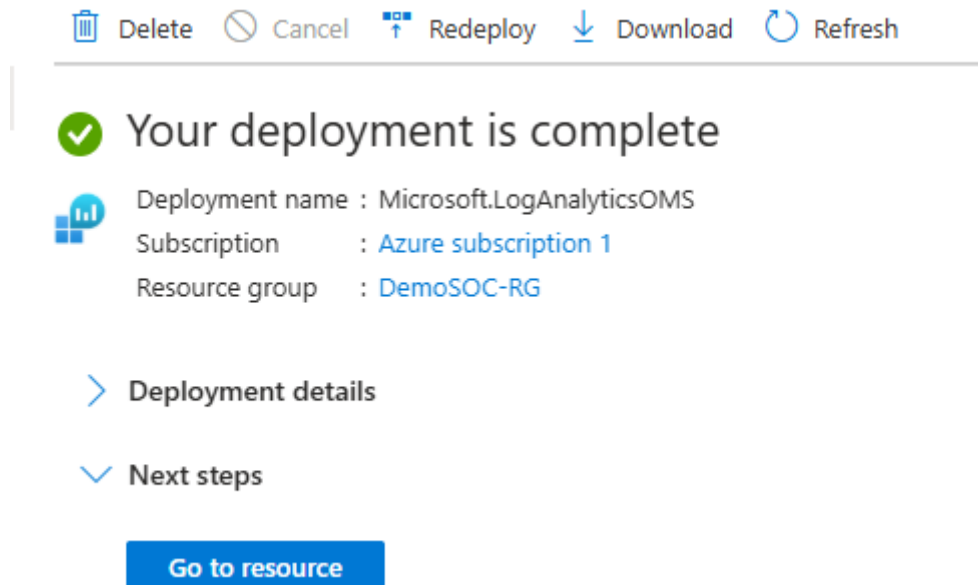 Delete Cancel Redeploy Download Refresh
Your deployment is complete
Deployment name : Microsoft.LogAnalyticsOMS
Subscription : Azure subscription 1
Resource group : DemoSOC-RG
Deployment details
Next steps
Go to resource